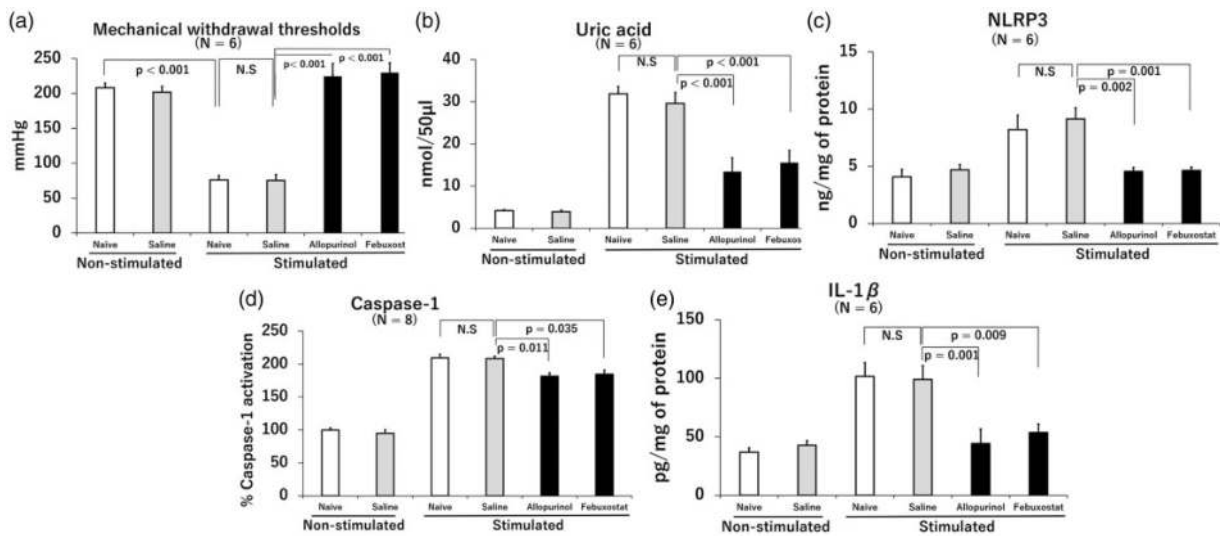 (a)
Mechanical withdrawal thresholds
(N = 6)
p < 0.001
N.S
p < 0.001
p < 0.001
mmHg
250
200
150
100
50
0
Naive
Saline
Naive
Saline
Allopurinol
Febuxostat
Non-stimulated
Stimulated
(b)
Uric acid
(N = 6)
N.S
p < 0.001
p < 0.001
nmol/50μl
40
30
20
10
0
Naive
Saline
Naive
Saline
Allopurinol
Febuxos
Non-stimulated
Stimulated
(c)
NLRP3
(N = 6)
N.S
p = 0.001
p = 0.002
ng/mg of protein
15
10
5
0
Naive
Saline
Naive
Saline
Allopurinol
Febuxostat
Non-stimulated
Stimulated
(d)
Caspase-1
(N = 8)
N.S
p = 0.035
p = 0.011
% Caspase-1 activation
250
200
150
100
50
0
Naive
Saline
Naive
Saline
Allopurinol
Febuxostat
Non-stimulated
Stimulated
(e)
IL-1β
(N = 6)
N.S
p = 0.009
p = 0.001
pg/mg of protein
150
100
50
0
Naive
Saline
Naive
Saline
Allopurinol
Febuxostat
Non-stimulated
Stimulated